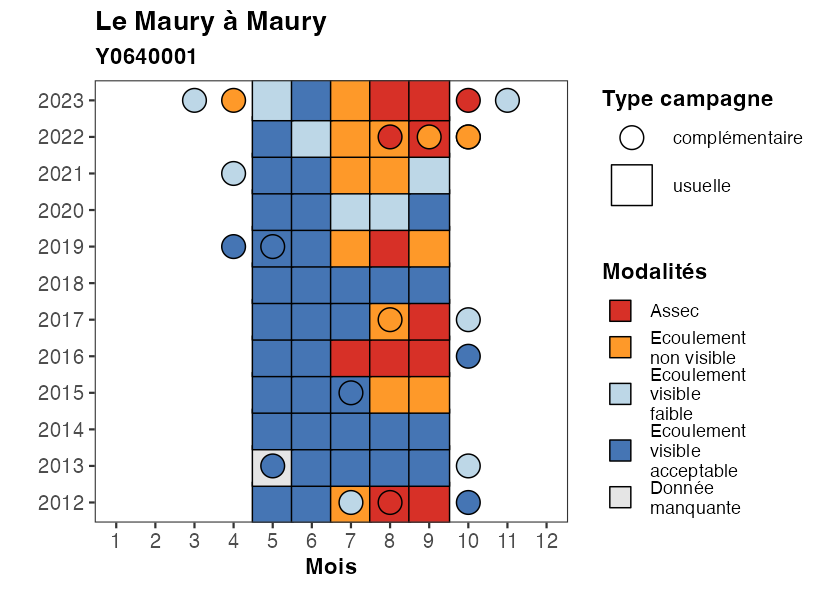 Le Maury à Maury
Y0640001
2023
2022
2021
2020
2019
2018
2017
2016
2015
2014
2013
2012
1 2 3 4 5 6 7 8 9 10 11 12
Mois
Type campagne
complémentaire
usuelle
Modalités
Assec
Ecoulement
non visible
Ecoulement
visible
faible
Ecoulement
visible
acceptable
Donnée
manquante